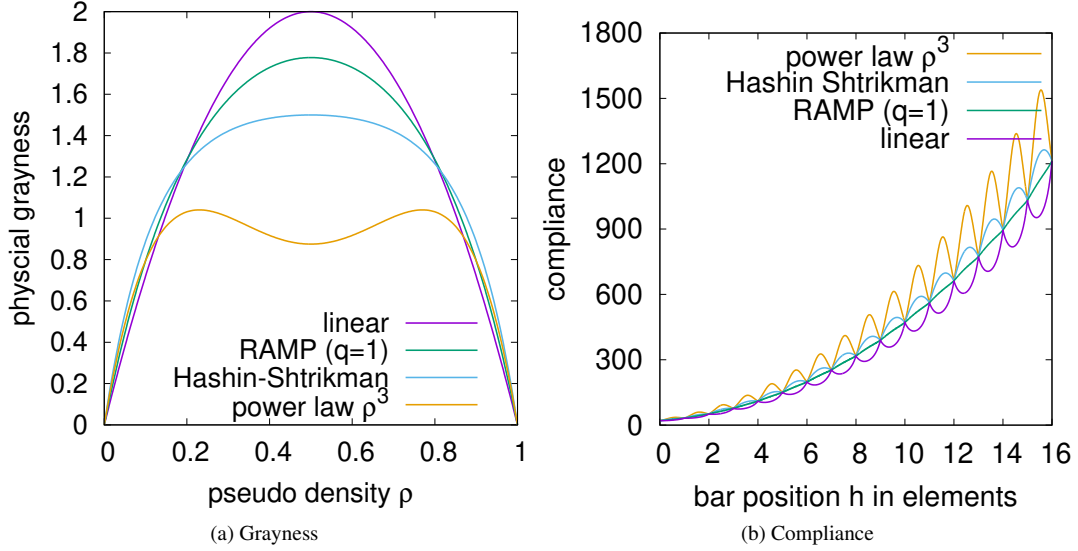 2
1.8
1.6
1.4
1.2
1
0.8
0.6
0.4
0.2
0
physcial grayness
linear
RAMP (q=1)
Hashin-Shtrikman
power law ρ³
0 0.2 0.4 0.6 0.8 1
pseudo density ρ
(a) Grayness
1800
1500
1200
900
600
300
0
compliance
power law ρ³
Hashin Shtrikman
RAMP (q=1)
linear
0 2 4 6 8 10 12 14 16
bar position h in elements
(b) Compliance